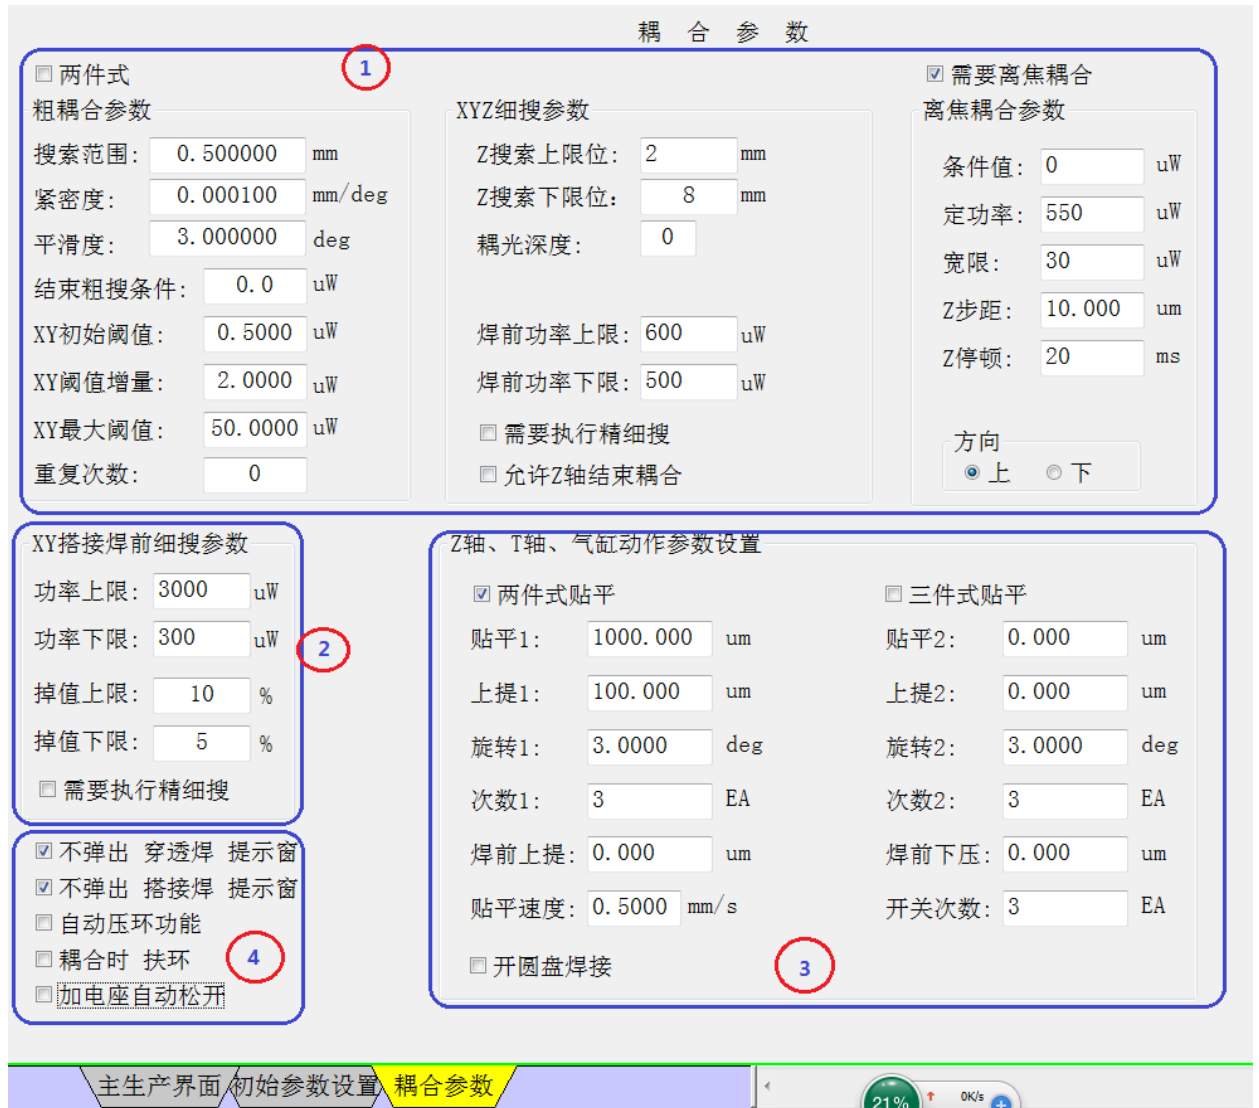 耦 合 参 数
两件式
1
需要离焦耦合
粗耦合参数
搜索范围: 0.500000 mm
紧密度: 0.000100 mm/deg
平滑度: 3.000000 deg
结束粗搜条件: 0.0 uW
XY初始阈值: 0.5000 uW
XY阈值增量: 2.0000 uW
XY最大阈值: 50.0000 uW
重复次数: 0
XYZ细搜参数
Z搜索上限位: 2 mm
Z搜索下限位: 8 mm
耦光深度: 0
焊前功率上限: 600 uW
焊前功率下限: 500 uW
需要执行精细搜
允许Z轴结束耦合
离焦耦合参数
条件值: 0 uW
定功率: 550 uW
宽限: 30 uW
Z步距: 10.000 um
Z停顿: 20 ms
方向
上 下
XY搭接焊前细搜参数
功率上限: 3000 uW
功率下限: 300 uW
2
掉值上限: 10 %
掉值下限: 5 %
需要执行精细搜
Z轴、T轴、气缸动作参数设置
两件式贴平
贴平1: 1000.000 um
上提1: 100.000 um
旋转1: 3.0000 deg
次数1: 3 EA
焊前上提: 0.000 um
贴平速度: 0.5000 mm/s
开圆盘焊接
三件式贴平
贴平2: 0.000 um
上提2: 0.000 um
旋转2: 3.0000 deg
次数2: 3 EA
焊前下压: 0.000 um
开关次数: 3 EA
3
不弹出 穿透焊 提示窗
不弹出 搭接焊 提示窗
自动压环功能
耦合时 扶环
4
加电座自动松开
主生产界面 初始参数设置 耦合参数
21% 0K/s